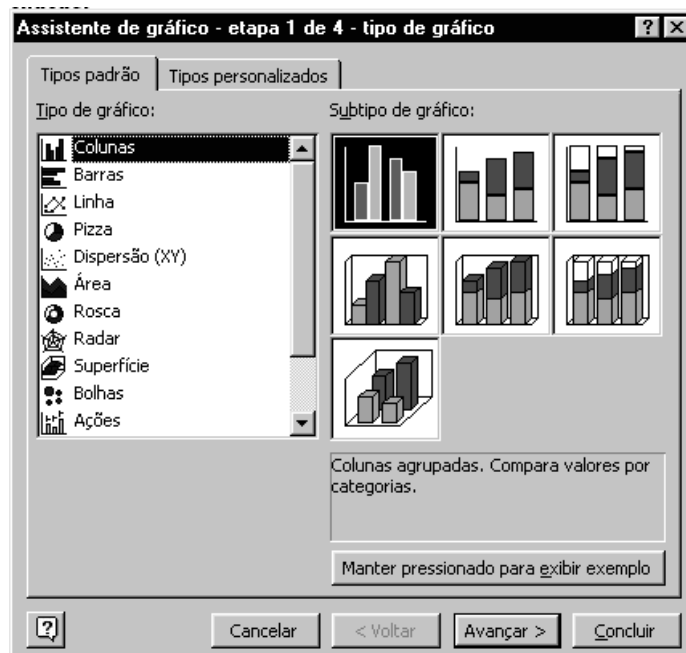 Assistente de gráfico - etapa 1 de 4 - tipo de gráfico
Tipos padrão
Tipos personalizados
Tipo de gráfico:
Colunas
Barras
Linha
Pizza
Dispersão (XY)
Área
Rosca
Radar
Superfície
Bolhas
Ações
Subtipo de gráfico:
Colunas agrupadas. Compara valores por
categorias.
Manter pressionado para exibir exemplo
Cancelar
< Voltar
Avançar >
Concluir